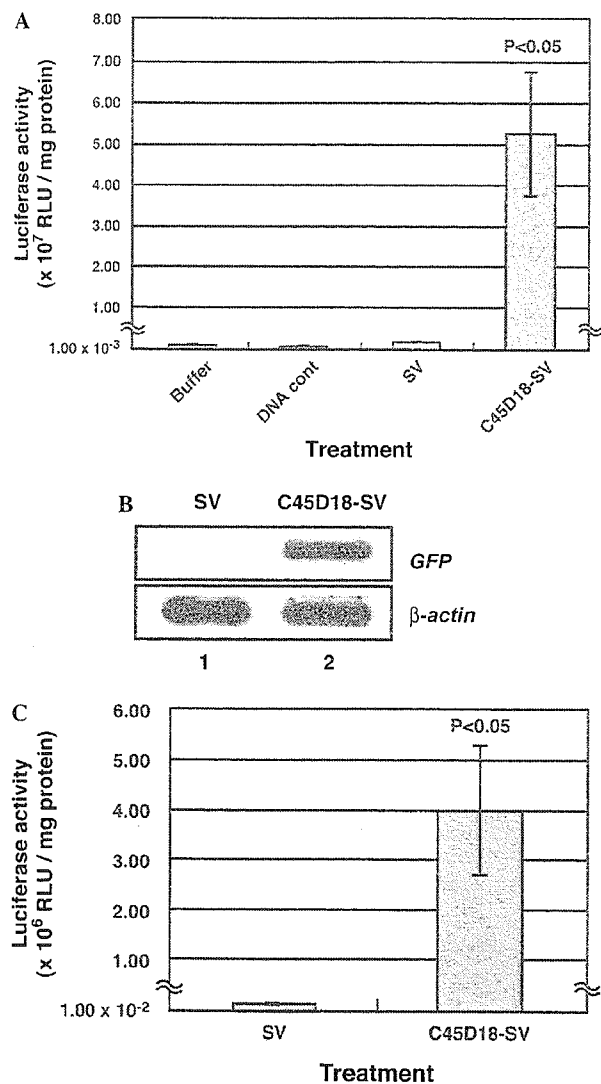 A
Luciferase activity
(x 10⁷ RLU / mg protein)
8.00
7.00
6.00
5.00
4.00
3.00
2.00
1.00
1.00 x 10⁻³
P<0.05
Buffer
DNA cont
SV
C45D18-SV
Treatment
B
SV
C45D18-SV
GFP
β-actin
1
2
C
Luciferase activity
(x 10⁶ RLU / mg protein)
6.00
5.00
4.00
3.00
2.00
1.00
1.00 x 10⁻²
P<0.05
SV
C45D18-SV
Treatment